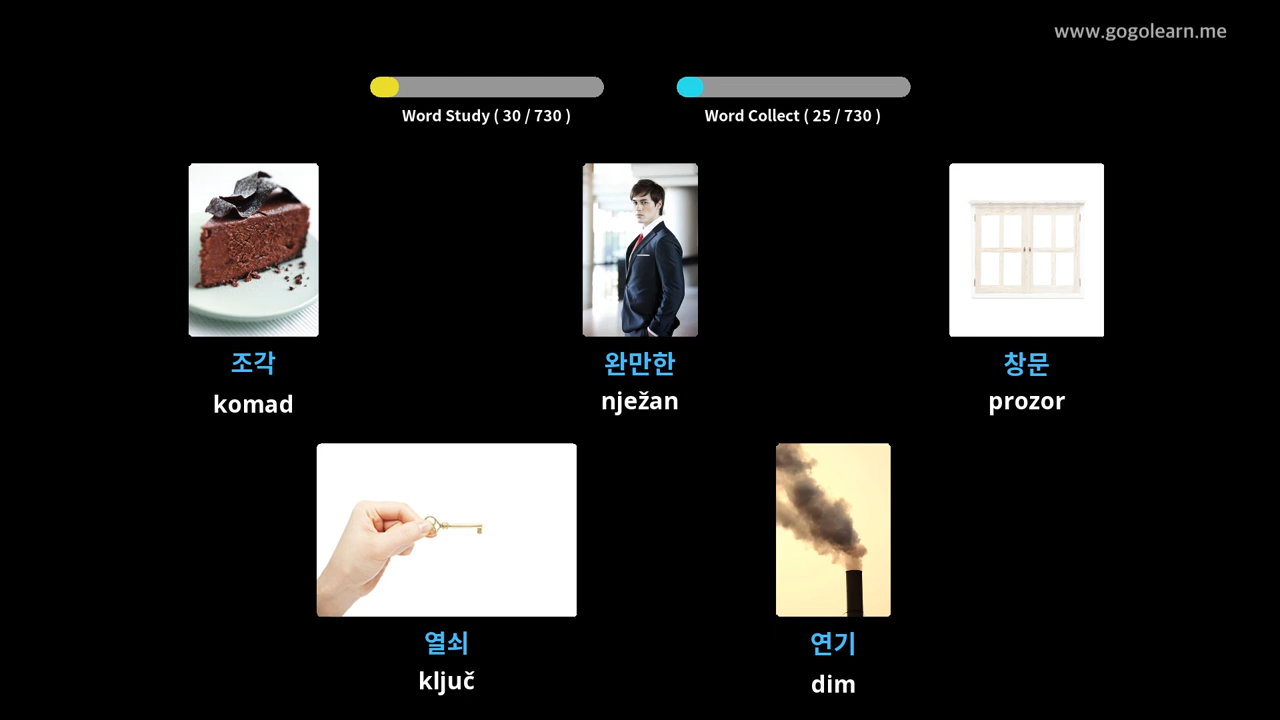 www.gogolearn.me
Word Study ( 30 / 730 )
Word Collect ( 25 / 730 )
조각
komad
완만한
nježan
창문
prozor
열쇠
ključ
연기
dim